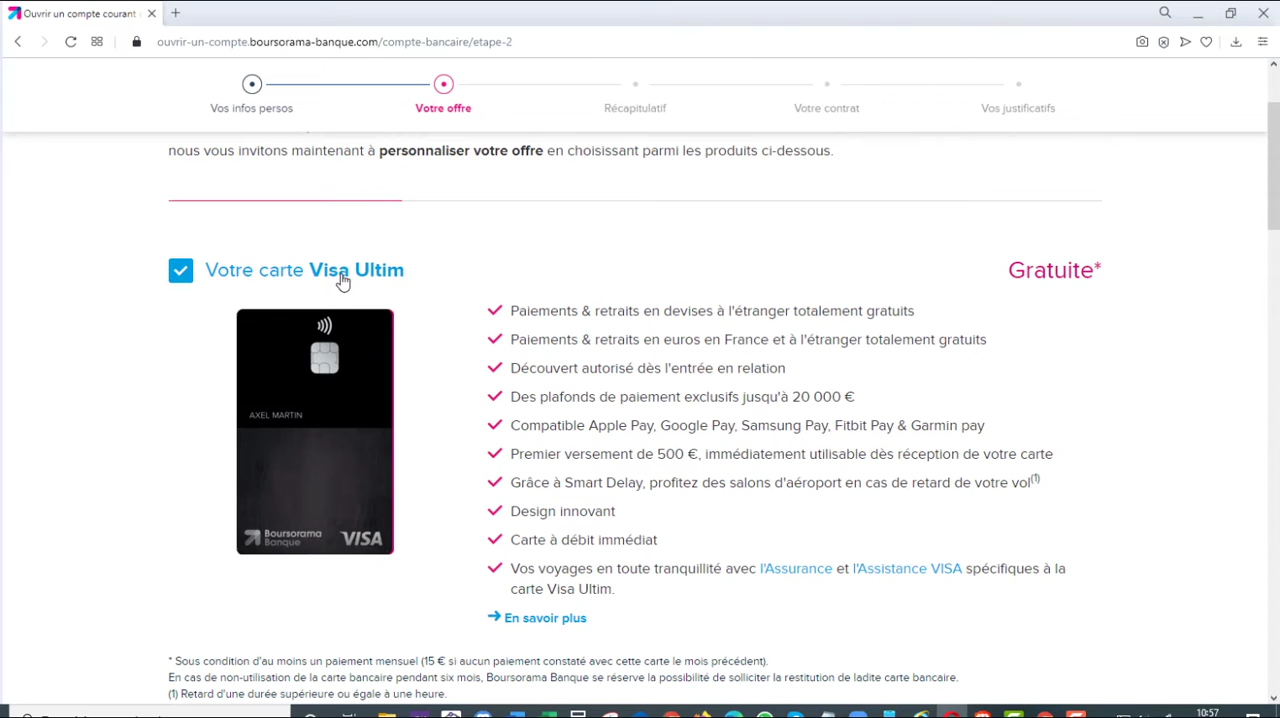 Ouvrir un compte courant
ouvrir-un-compte.boursorama-banque.com/compte-bancaire/etape-2
Vos infos persos
Votre offre
Récapitulatif
Votre contrat
Vos justificatifs
nous vous invitons maintenant à personnaliser votre offre en choisissant parmi les produits ci-dessous.
Votre carte Visa Ultim
Gratuite*
AXEL MARTIN
Boursorama
Banque
VISA
Paiements & retraits en devises à l'étranger totalement gratuits
Paiements & retraits en euros en France et à l'étranger totalement gratuits
Découvert autorisé dès l'entrée en relation
Des plafonds de paiement exclusifs jusqu'à 20 000 €
Compatible Apple Pay, Google Pay, Samsung Pay, Fitbit Pay & Garmin pay
Premier versement de 500 €, immédiatement utilisable dès réception de votre carte
Grâce à Smart Delay, profitez des salons d'aéroport en cas de retard de votre vol(1)
Design innovant
Carte à débit immédiat
Vos voyages en toute tranquillité avec l'Assurance et l'Assistance VISA spécifiques à la
carte Visa Ultim.
En savoir plus
* Sous condition d'au moins un paiement mensuel (15 € si aucun paiement constaté avec cette carte le mois précédent).
En cas de non-utilisation de la carte bancaire pendant six mois, Boursorama Banque se réserve la possibilité de solliciter la restitution de ladite carte bancaire.
(1) Retard d'une durée supérieure ou égale à une heure.
10:57